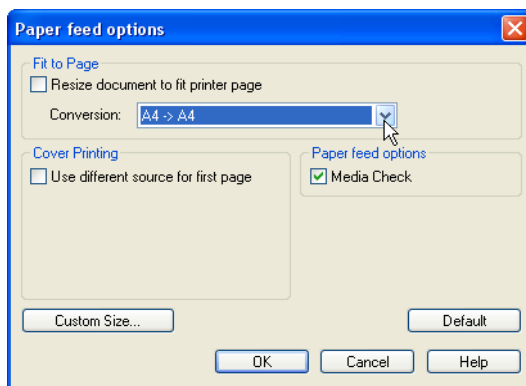 Paper feed options
Fit to Page
Resize document to fit printer page
Conversion: A4 -> A4
Cover Printing
Use different source for first page
Paper feed options
Media Check
Custom Size...
Default
OK
Cancel
Help